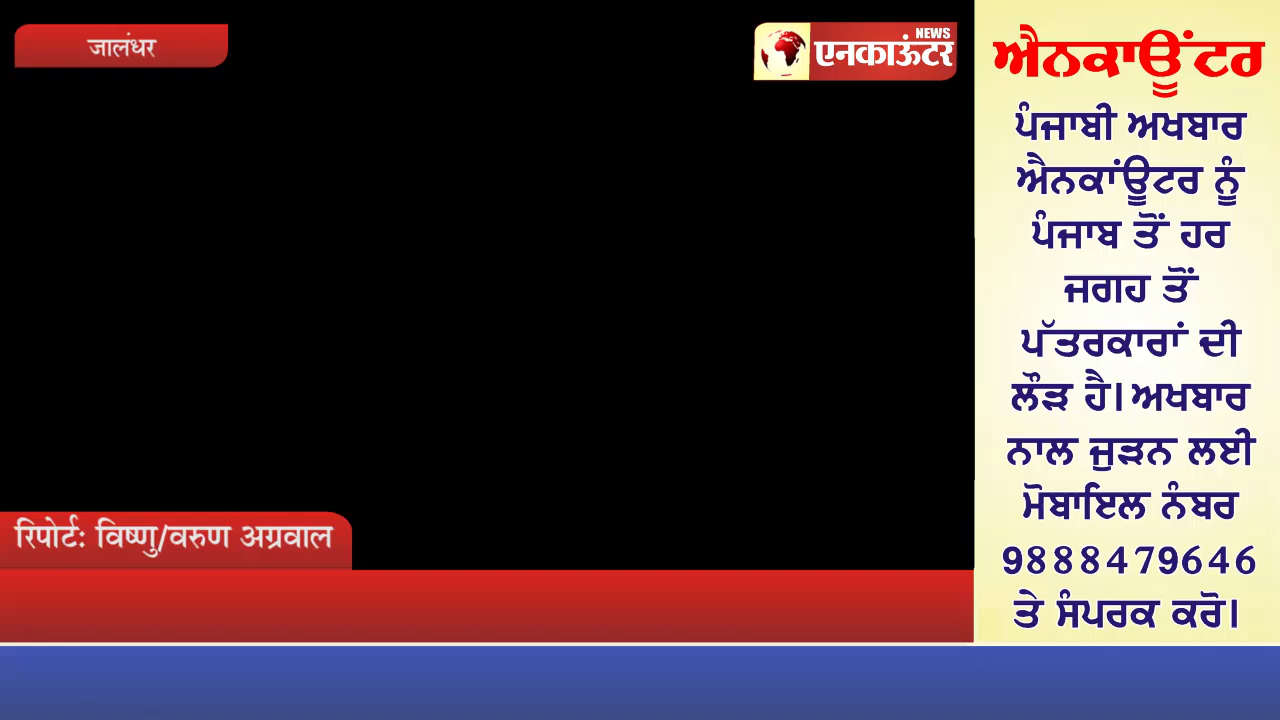 जालंधर
NEWS
एनकाऊंटर
रिपोर्ट: विष्णु/वरुण अग्रवाल
ਐਨਕਾਊਂਟਰ
ਪੰਜਾਬੀ ਅਖਬਾਰ
ਐਨਕਾਂਊਟਰ ਨੂੰ
ਪੰਜਾਬ ਤੋਂ ਹਰ
ਜਗਹ ਤੋਂ
ਪੱਤਰਕਾਰਾਂ ਦੀ
ਲੌੜ ਹੈ। ਅਖਬਾਰ
ਨਾਲ ਜੁੜਨ ਲਈ
ਮੋਬਾਇਲ ਨੰਬਰ
9888479646
ਤੇ ਸੰਪਰਕ ਕਰੋ।